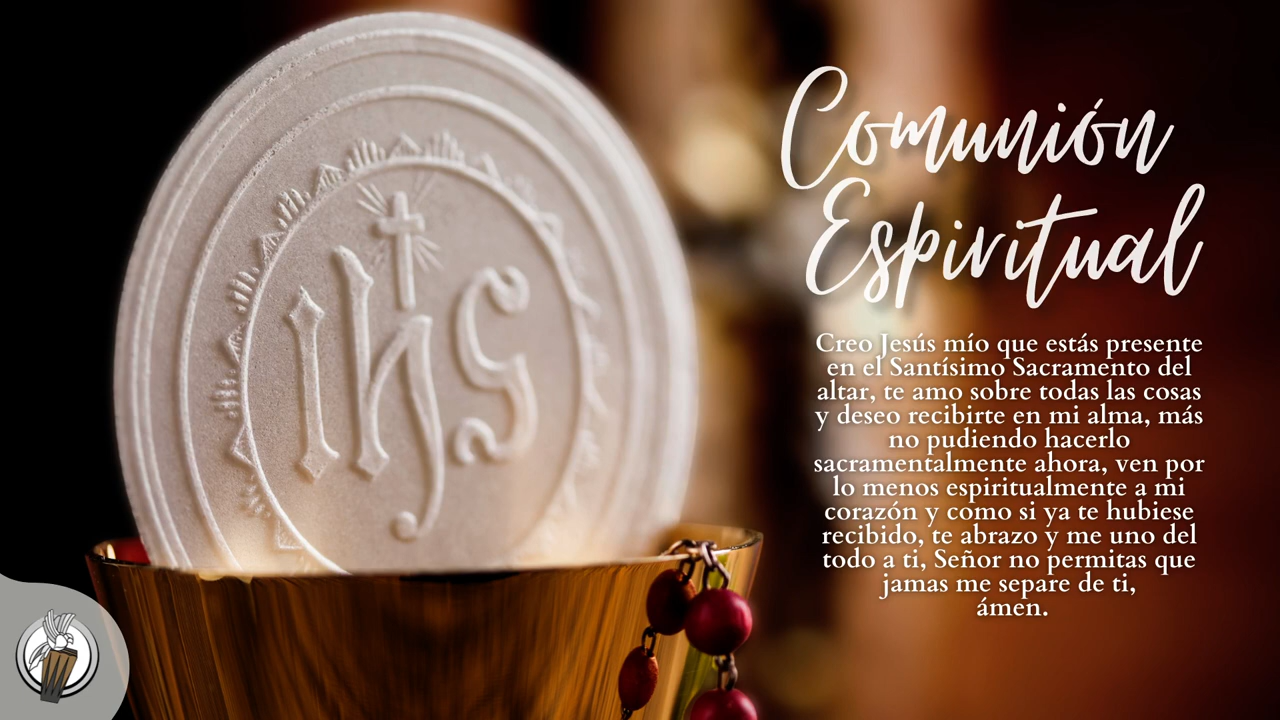 IHS
Comunión
Espiritual
Creo Jesús mío que estás presente
en el Santísimo Sacramento del
altar, te amo sobre todas las cosas
y deseo recibirte en mi alma, más
no pudiendo hacerlo
sacramentalmente ahora, ven por
lo menos espiritualmente a mi
corazón y como si ya te hubiese
recibido, te abrazo y me uno del
todo a ti, Señor no permitas que
jamas me separe de ti,
ámen.